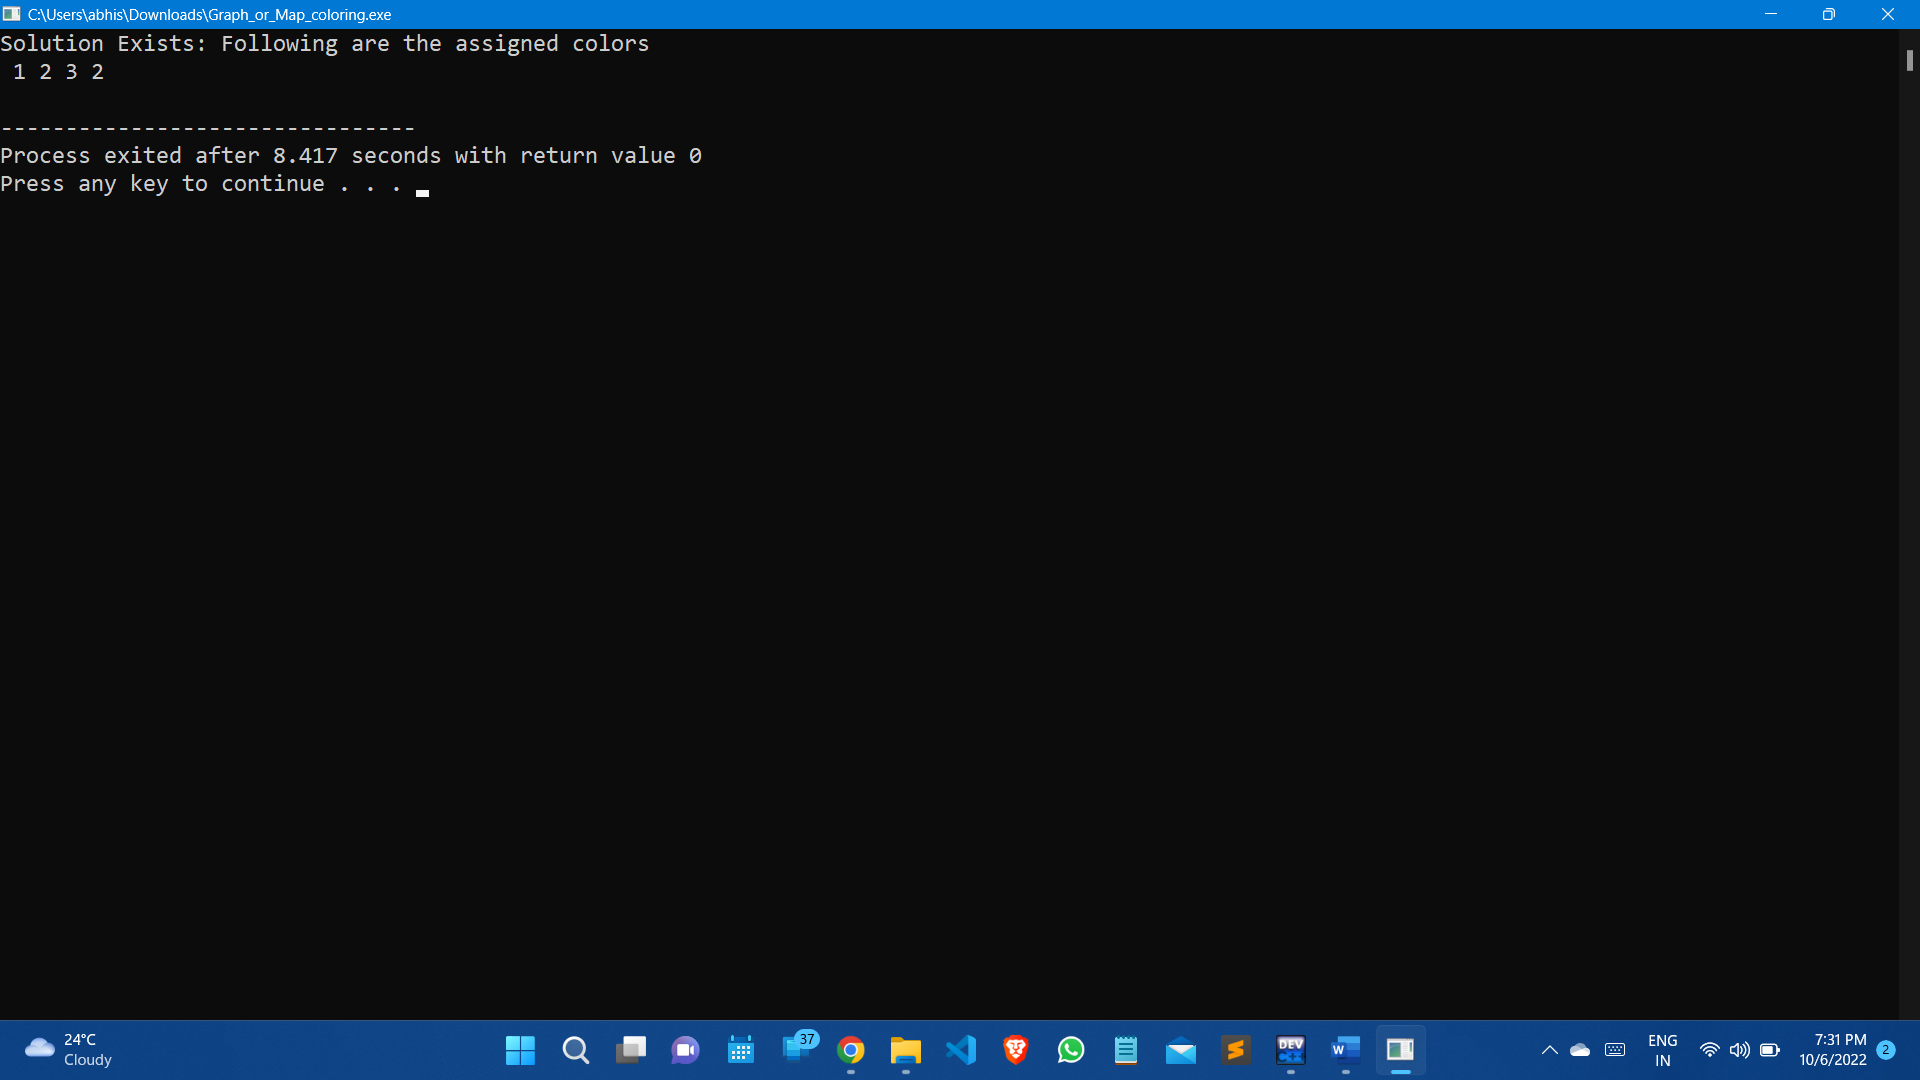 C:\Users\abhis\Downloads\Graph_or_Map_coloring.exe
Solution Exists: Following are the assigned colors
1 2 3 2
--------------------------------
Process exited after 8.417 seconds with return value 0
Press any key to continue . . .
24°C
Cloudy
37
DEV
C++
W
ENG
IN
7:31 PM
10/6/2022
2